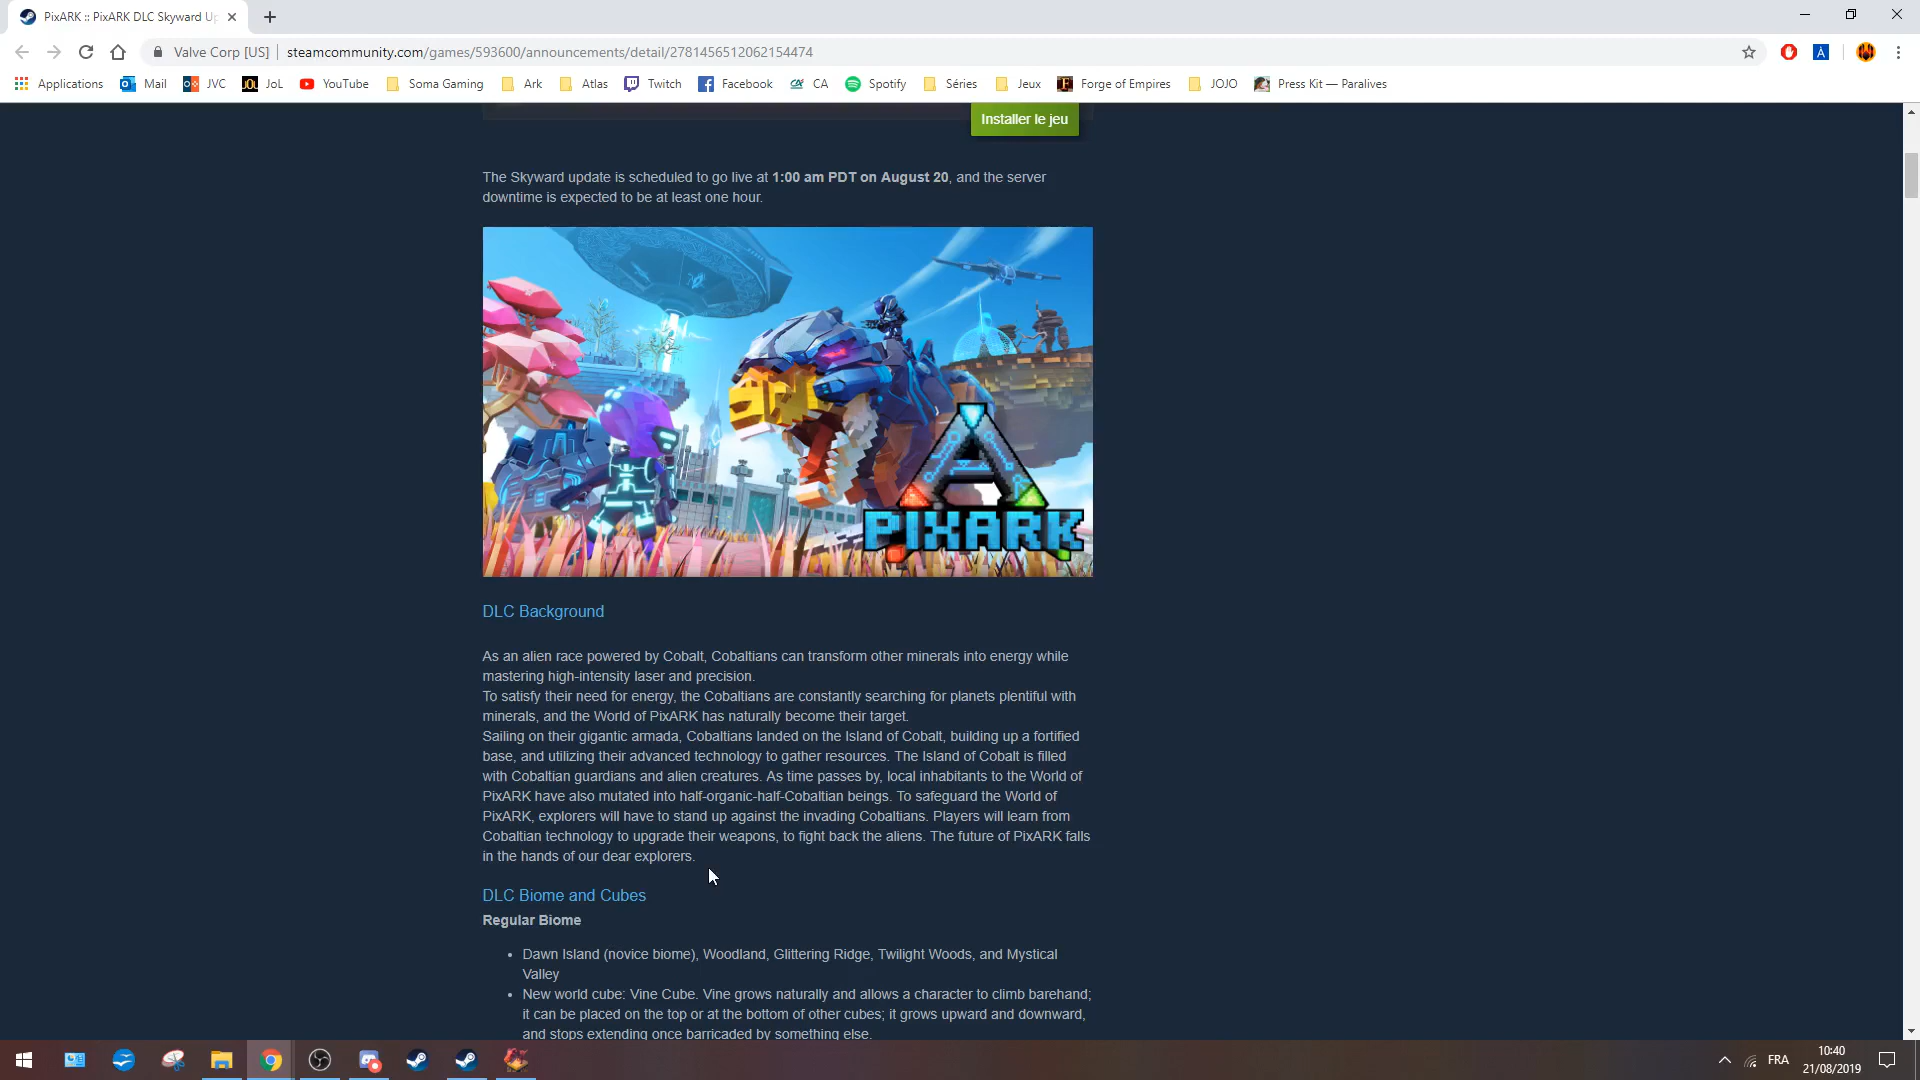 PixARK :: PixARK DLC Skyward Up
Valve Corp [US] | steamcommunity.com/games/593600/announcements/detail/2781456512062154474
Applications Mail JVC JoL YouTube Soma Gaming Ark Atlas Twitch Facebook CA Spotify Séries Jeux Forge of Empires JOJO Press Kit — Paralives
Installer le jeu
The Skyward update is scheduled to go live at 1:00 am PDT on August 20, and the server
downtime is expected to be at least one hour.
PIXARK
DLC Background
As an alien race powered by Cobalt, Cobaltians can transform other minerals into energy while
mastering high-intensity laser and precision.
To satisfy their need for energy, the Cobaltians are constantly searching for planets plentiful with
minerals, and the World of PixARK has naturally become their target.
Sailing on their gigantic armada, Cobaltians landed on the Island of Cobalt, building up a fortified
base, and utilizing their advanced technology to gather resources. The Island of Cobalt is filled
with Cobaltian guardians and alien creatures. As time passes by, local inhabitants to the World of
PixARK have also mutated into half-organic-half-Cobaltian beings. To safeguard the World of
PixARK, explorers will have to stand up against the invading Cobaltians. Players will learn from
Cobaltian technology to upgrade their weapons, to fight back the aliens. The future of PixARK falls
in the hands of our dear explorers.
DLC Biome and Cubes
Regular Biome
• Dawn Island (novice biome), Woodland, Glittering Ridge, Twilight Woods, and Mystical
Valley
• New world cube: Vine Cube. Vine grows naturally and allows a character to climb barehand;
it can be placed on the top or at the bottom of other cubes; it grows upward and downward,
and stops extending once barricaded by something else.
FRA
10:40
21/08/2019